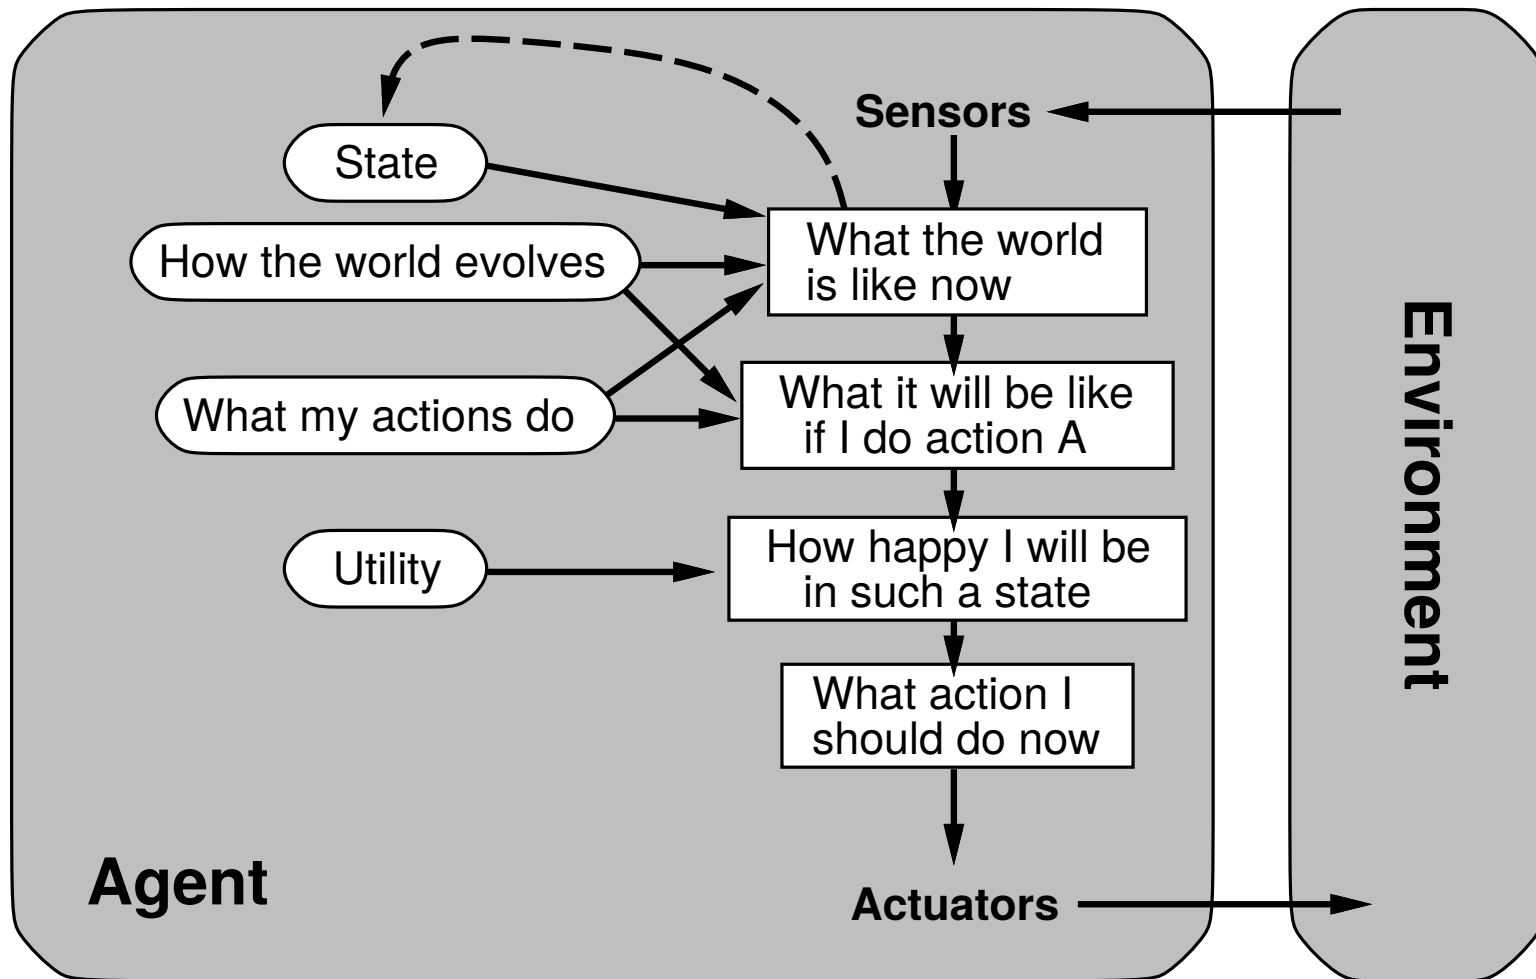 Sensors
State
What the world
is like now
How the world evolves
What it will be like
if I do action A
What my actions do
How happy I will be
in such a state
Utility
What action I
should do now
Agent
Actuators
Environment